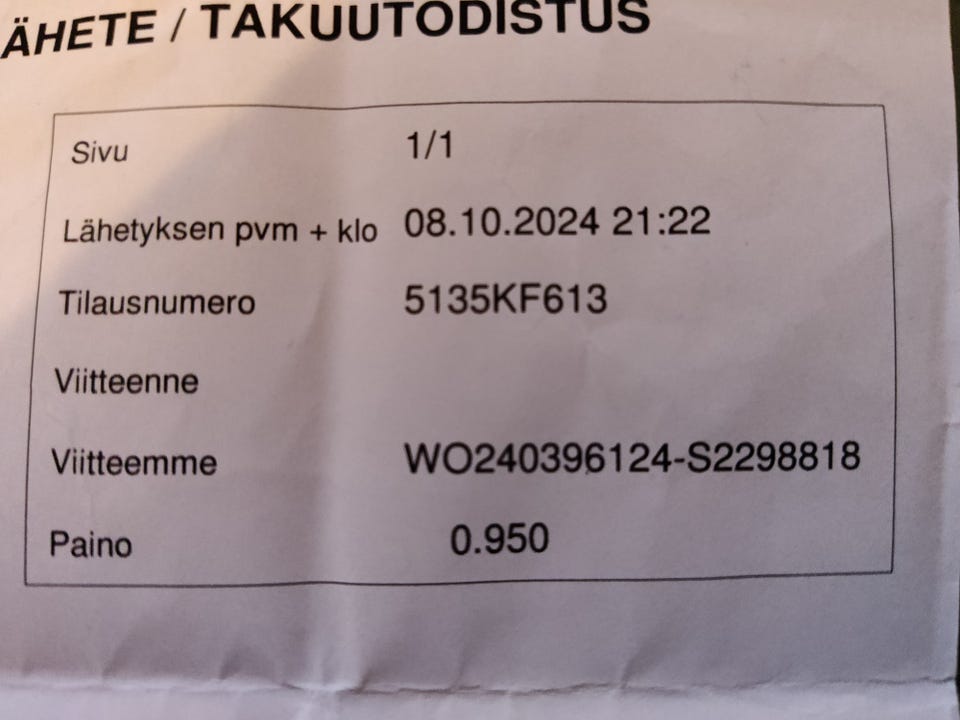 ÄHETE / TAKUUTODISTUS
Sivu 1/1
Lähetyksen pvm + klo 08.10.2024 21:22
Tilausnumero 5135KF613
Viitteenne
Viitteemme WO240396124-S2298818
Paino 0.950